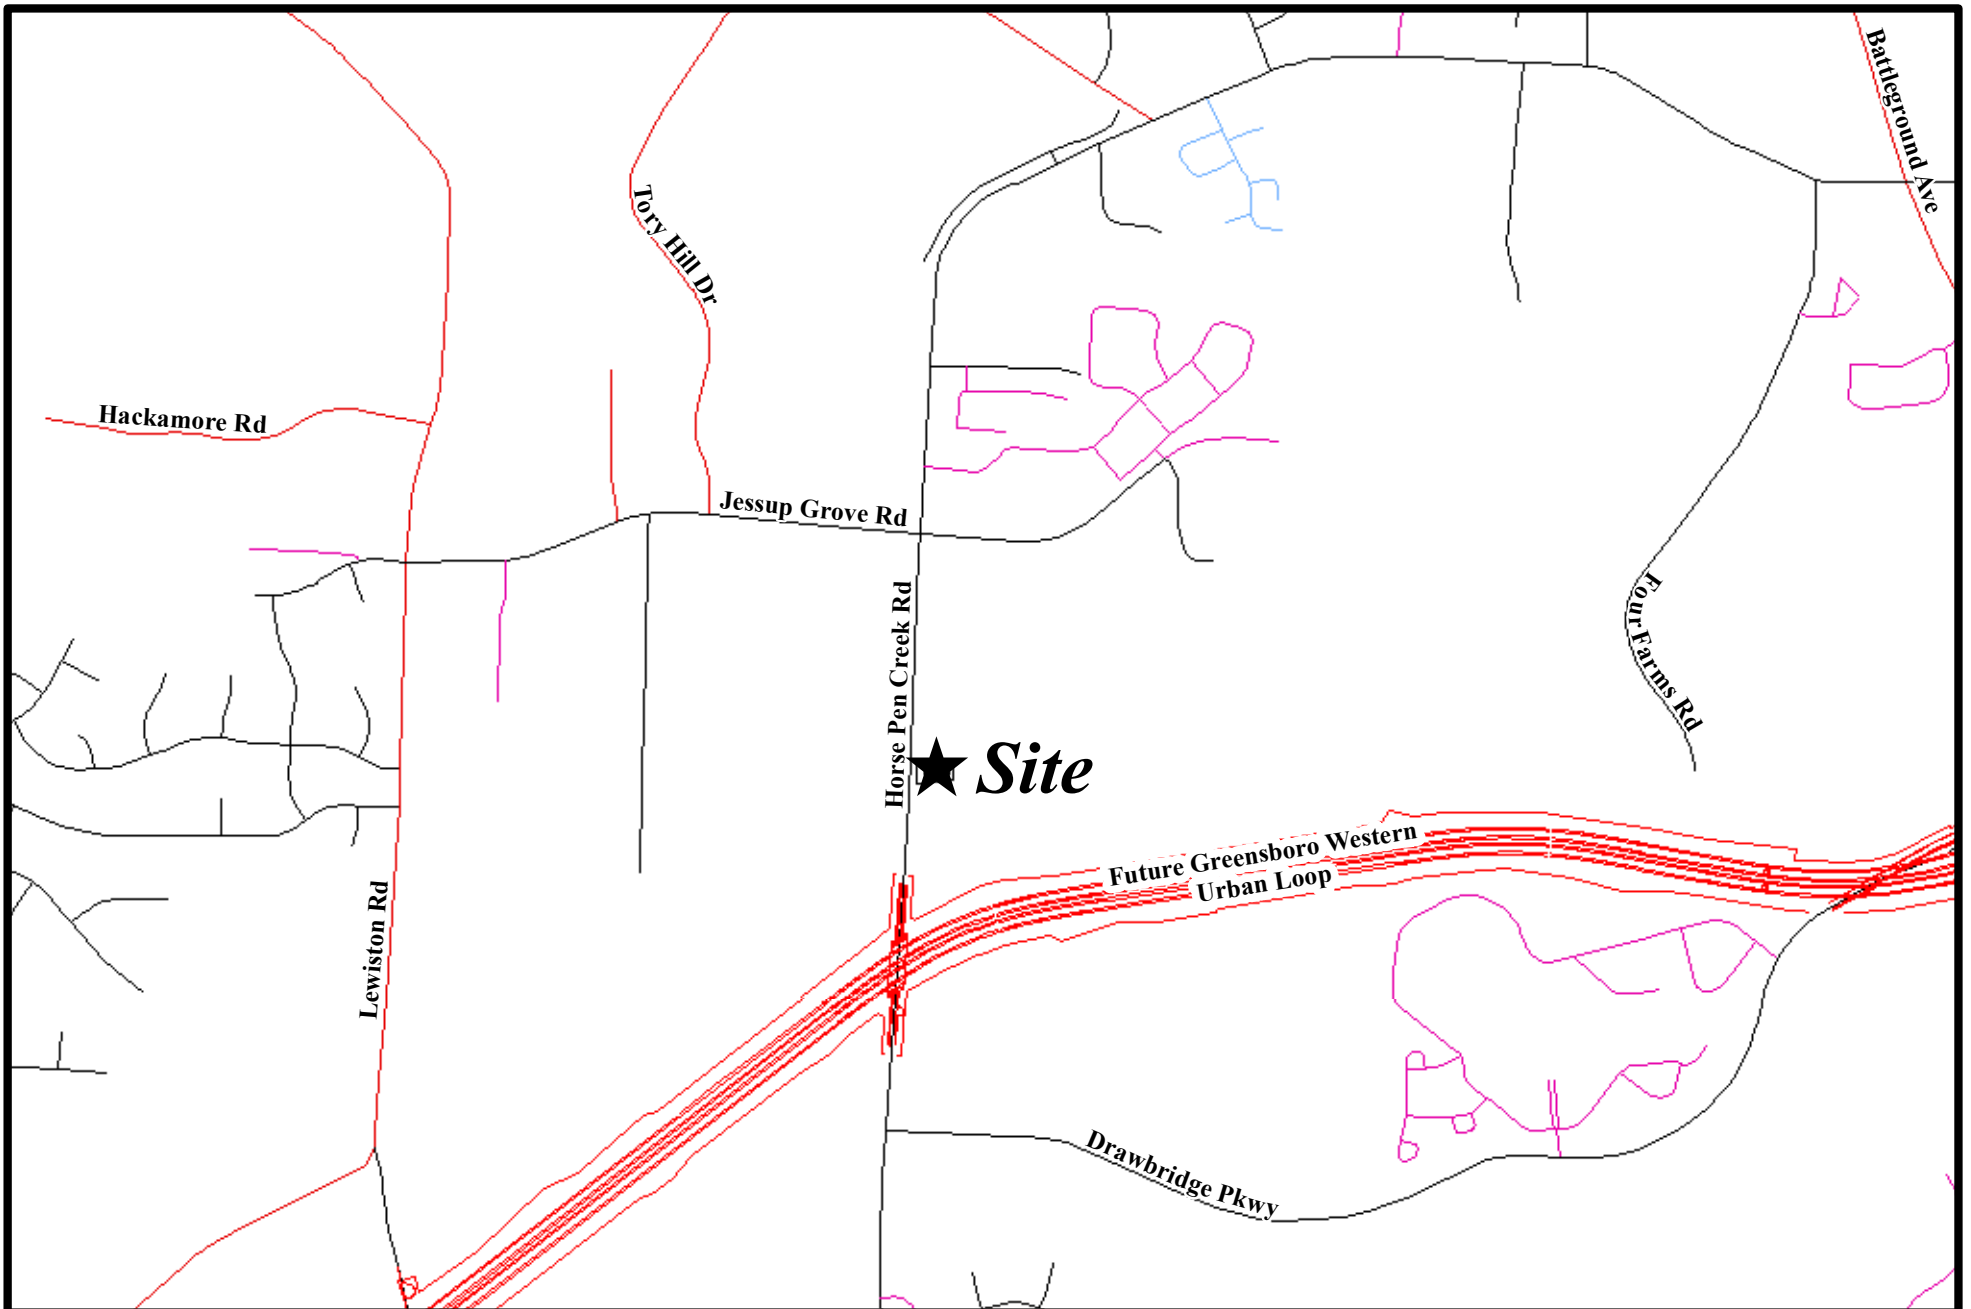 Battleground Ave
Tory Hill Dr
Hackamore Rd
Jessup Grove Rd
Horse Pen Creek Rd
Four Farms Rd
Site
Future Greensboro Western
Urban Loop
Lewiston Rd
Drawbridge Pkwy